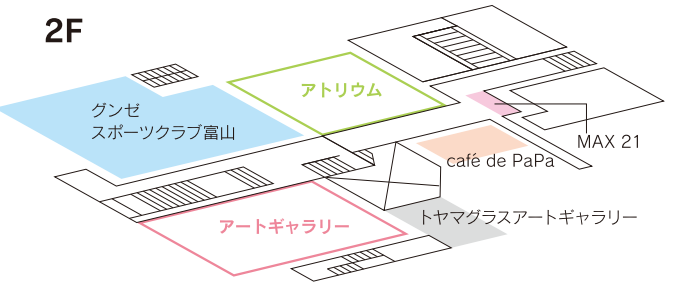 2F
アトリウム
グンゼ
スポーツクラブ富山
MAX 21
café de PaPa
トヤマグラスアートギャラリー
アートギャラリー